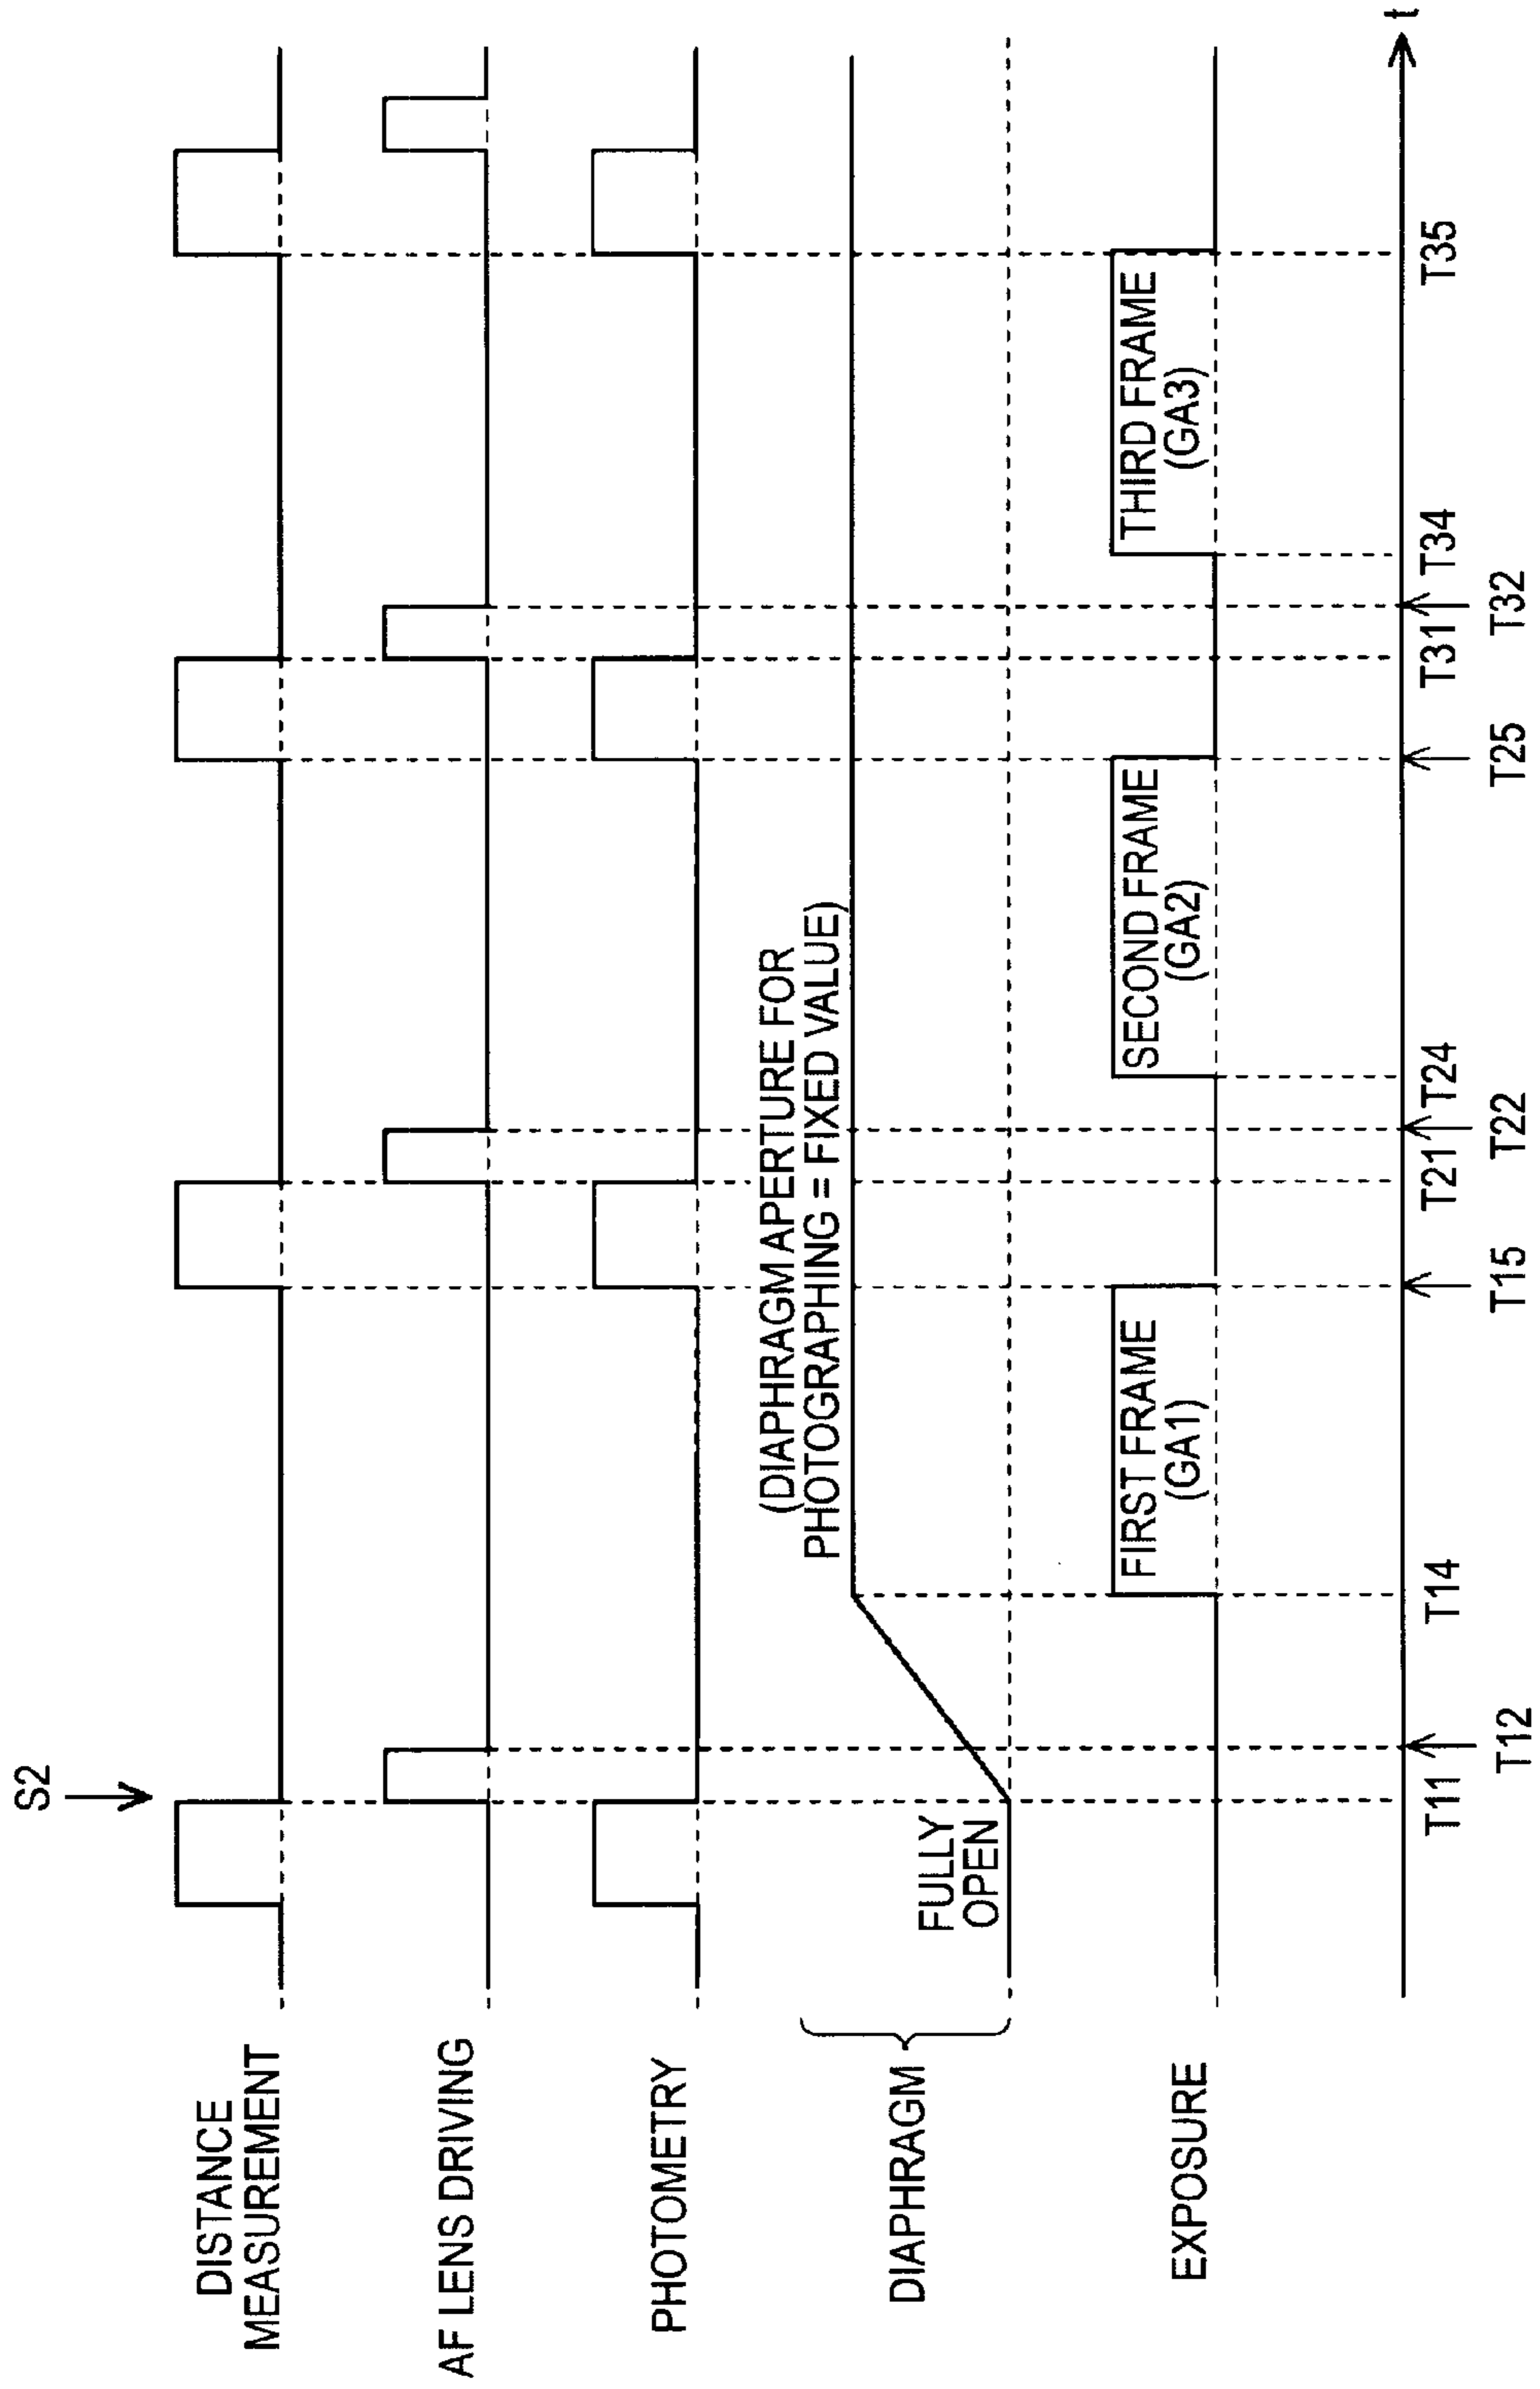 S2
DISTANCE
MEASUREMENT
AF LENS DRIVING
PHOTOMETRY
(DIAPHRAGM APERTURE FOR
PHOTOGRAPHING = FIXED VALUE)
DIAPHRAGM
FULLY
OPEN
EXPOSURE
FIRST FRAME
(GA1)
SECOND FRAME
(GA2)
THIRD FRAME
(GA3)
t
T11
T12
T14
T15
T21
T22
T24
T25
T31
T32
T34
T35